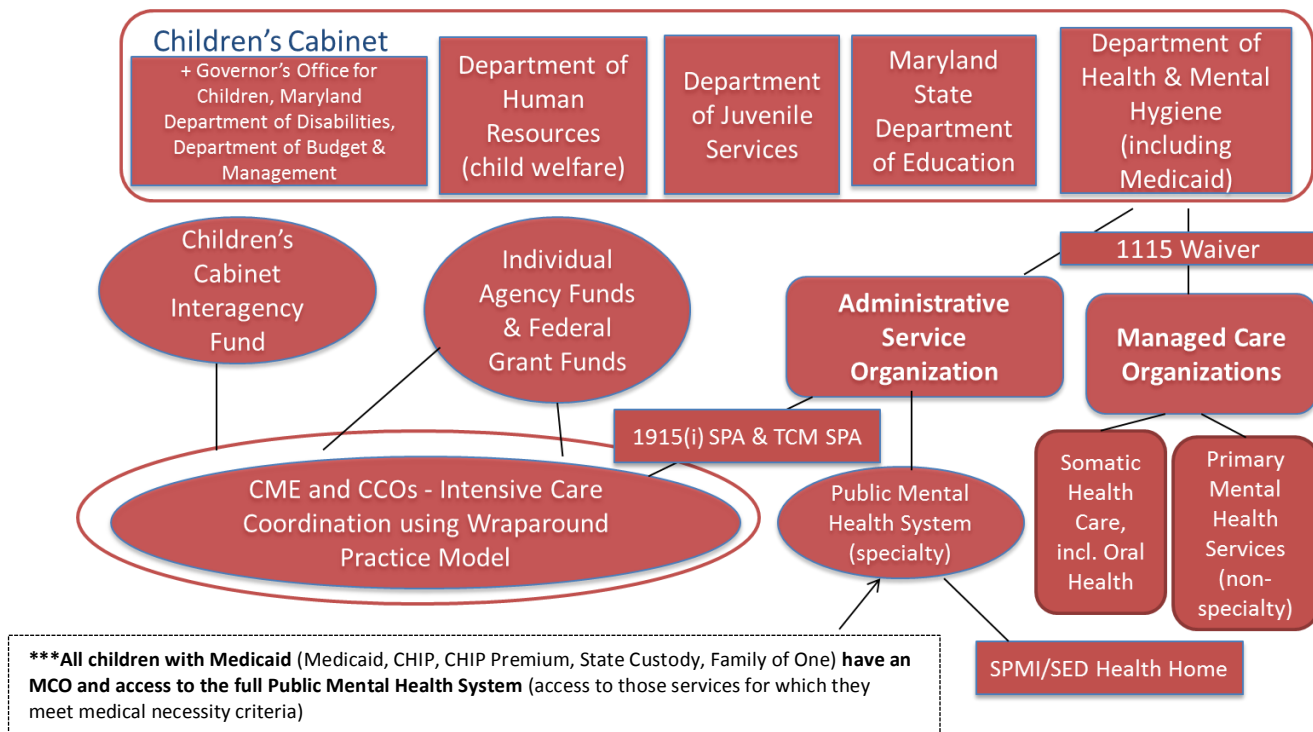 Children's Cabinet
+ Governor's Office for
Children, Maryland
Department of Disabilities,
Department of Budget &
Management
Department of
Human
Resources
(child welfare)
Department
of Juvenile
Services
Maryland
State
Department
of Education
Department of
Health & Mental
Hygiene
(including
Medicaid)
Children's
Cabinet
Interagency
Fund
Individual
Agency Funds
& Federal
Grant Funds
1115 Waiver
Administrative
Service
Organization
Managed Care
Organizations
1915(i) SPA & TCM SPA
CME and CCOs - Intensive Care
Coordination using Wraparound
Practice Model
Public Mental
Health System
(specialty)
Somatic
Health
Care,
incl. Oral
Health
Primary
Mental
Health
Services
(non-
specialty)
SPMI/SED Health Home
***All children with Medicaid (Medicaid, CHIP, CHIP Premium, State Custody, Family of One) have an
MCO and access to the full Public Mental Health System (access to those services for which they
meet medical necessity criteria)